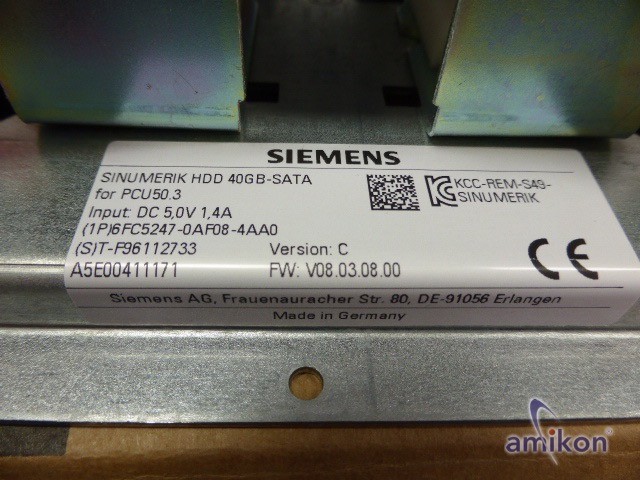 SIEMENS
SINUMERIK HDD 40GB-SATA
for PCU50.3
Input: DC 5,0V 1,4A
(1P)6FC5247-0AF08-4AA0
(S)T-F96112733
Version: C
A5E00411171
FW: V08.03.08.00
KCC-REM-S49-
SINUMERIK
CE
Siemens AG, Frauenauracher Str. 80, DE-91056 Erlangen
Made in Germany
amikon®